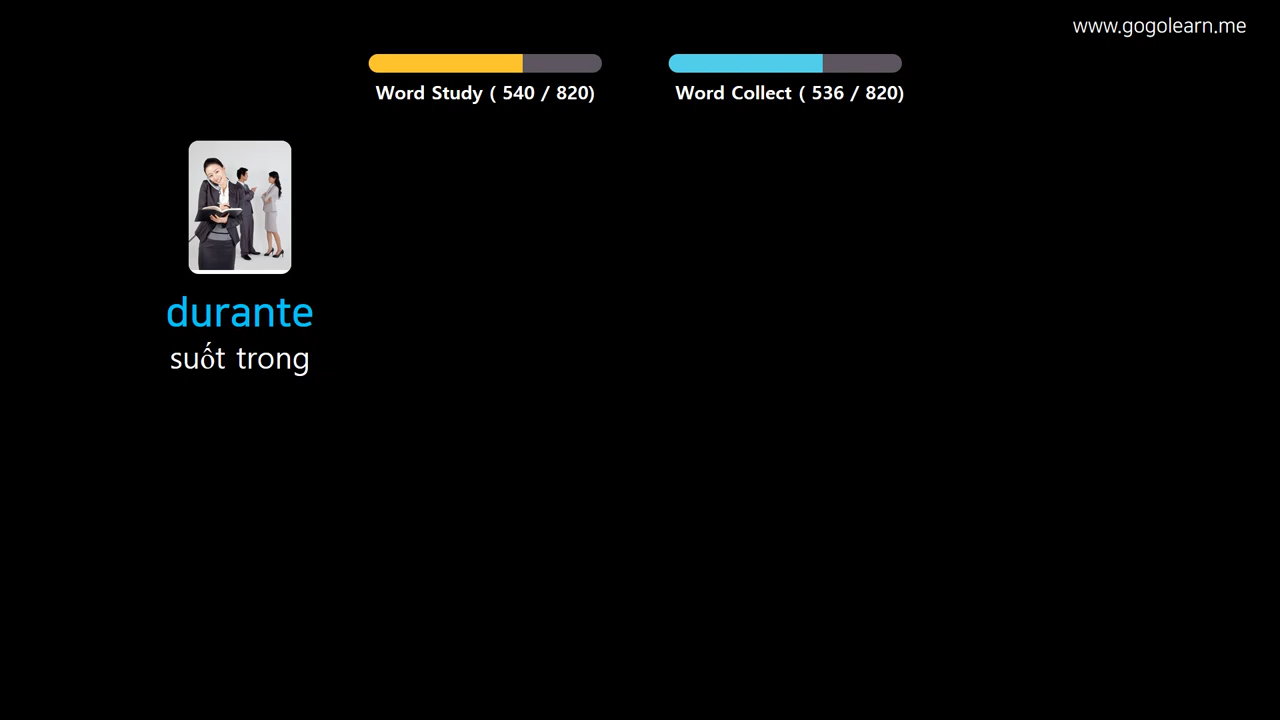 www.gogolearn.me
Word Study ( 540 / 820)
Word Collect ( 536 / 820)
durante
suốt trong